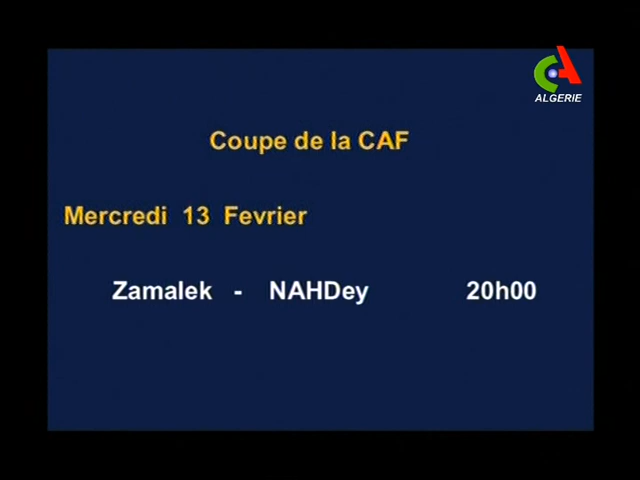 ALGERIE
Coupe de la CAF
Mercredi 13 Fevrier
Zamalek - NAHDey 20h00